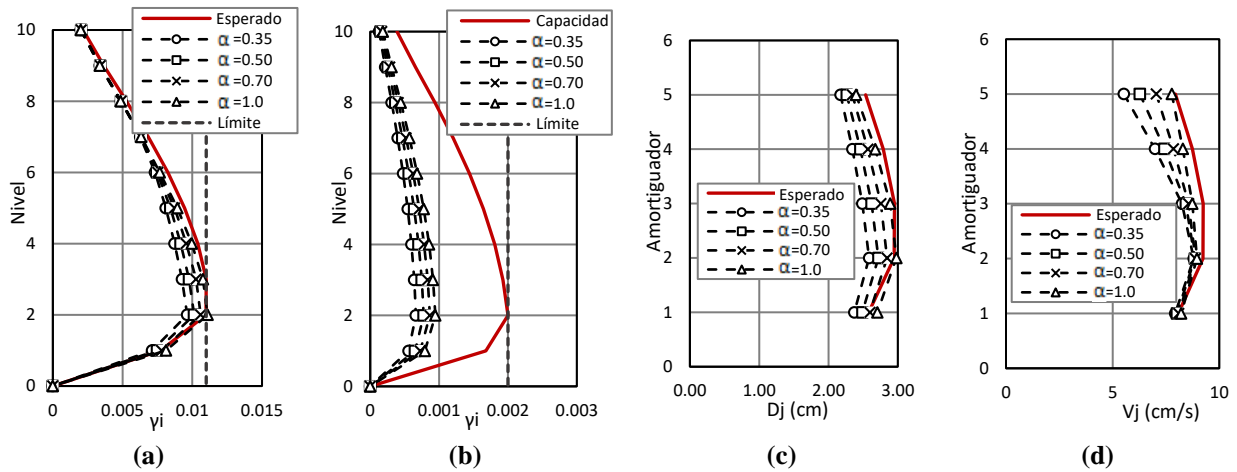 10
8
6
4
2
0
Nivel
0
0.005
0.01
0.015
γi
Esperado
α=0.35
α=0.50
α=0.70
α=1.0
Límite
(a)
10
8
6
4
2
0
Nivel
0
0.001
0.002
0.003
γi
Capacidad
α=0.35
α=0.50
α=0.70
α=1.0
Límite
(b)
6
5
4
3
2
1
0
Amortiguador
0.00
1.00
2.00
3.00
Dj (cm)
Esperado
α=0.35
α=0.50
α=0.70
α=1.0
(c)
6
5
4
3
2
1
0
Amortiguador
0
5
10
Vj (cm/s)
Esperado
α=0.35
α=0.50
α=0.70
α=1.0
(d)